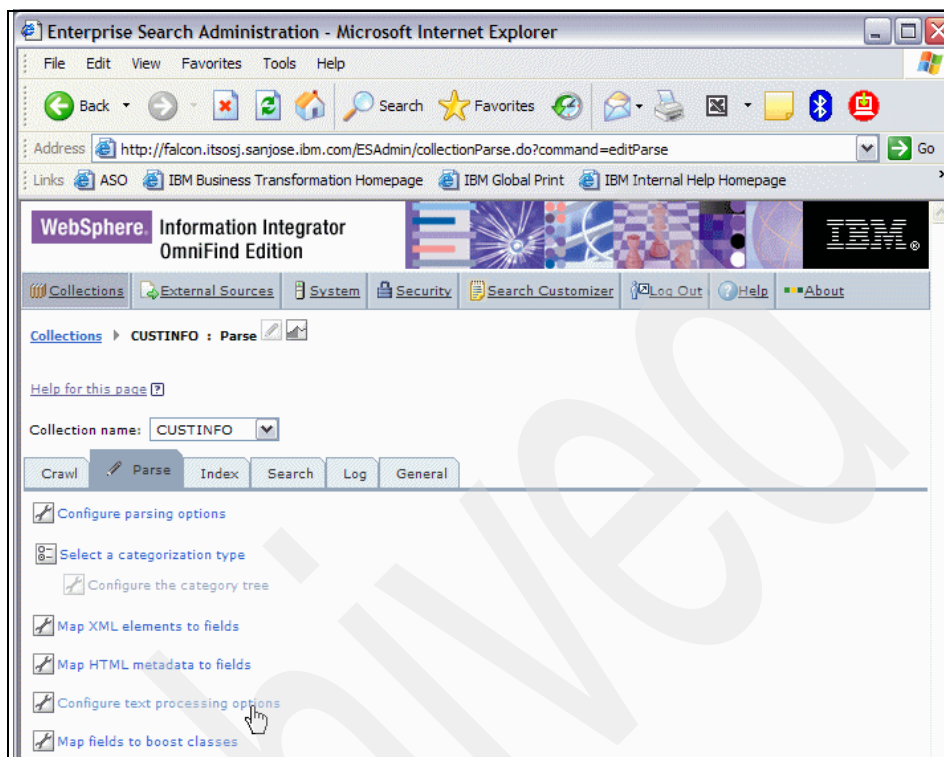 Enterprise Search Administration - Microsoft Internet Explorer
File Edit View Favorites Tools Help
Back Search Favorites
Address http://falcon.itsosj.sanjose.ibm.com/ESAdmin/collectionParse.do?command=editParse Go
Links ASO IBM Business Transformation Homepage IBM Global Print IBM Internal Help Homepage »
WebSphere. Information Integrator
OmniFind Edition
IBM®
Collections External Sources System Security Search Customizer Log Out Help About
Collections CUSTINFO : Parse
Help for this page ?
Collection name: CUSTINFO
Crawl Parse Index Search Log General
Configure parsing options
Select a categorization type
Configure the category tree
Map XML elements to fields
Map HTML metadata to fields
Configure text processing options
Map fields to boost classes